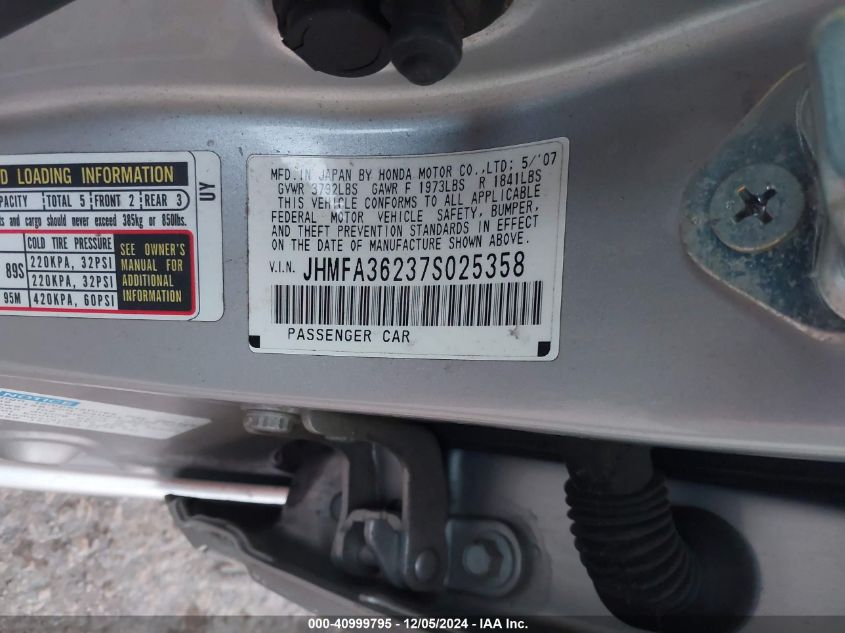 D LOADING INFORMATION
PACITY TOTAL 5 FRONT 2 REAR 3
ts and cargo should never exceed 385kg or 850lbs.
COLD TIRE PRESSURE
89S 220KPA, 32PSI
220KPA, 32PSI
95M 420KPA, 60PSI
SEE OWNER'S
MANUAL FOR
ADDITIONAL
INFORMATION
UY
MFD.IN JAPAN BY HONDA MOTOR CO.,LTD: 5/'07
GVWR 3792LBS GAWR F 1973LBS R 1841LBS
THIS VEHICLE CONFORMS TO ALL APPLICABLE
FEDERAL MOTOR VEHICLE SAFETY, BUMPER,
AND THEFT PREVENTION STANDARDS IN EFFECT
ON THE DATE OF MANUFACTURE SHOWN ABOVE.
V.I.N. JHMFA36237S025358
PASSENGER CAR
NOTICE
000-40999795 - 12/05/2024 - IAS Inc.